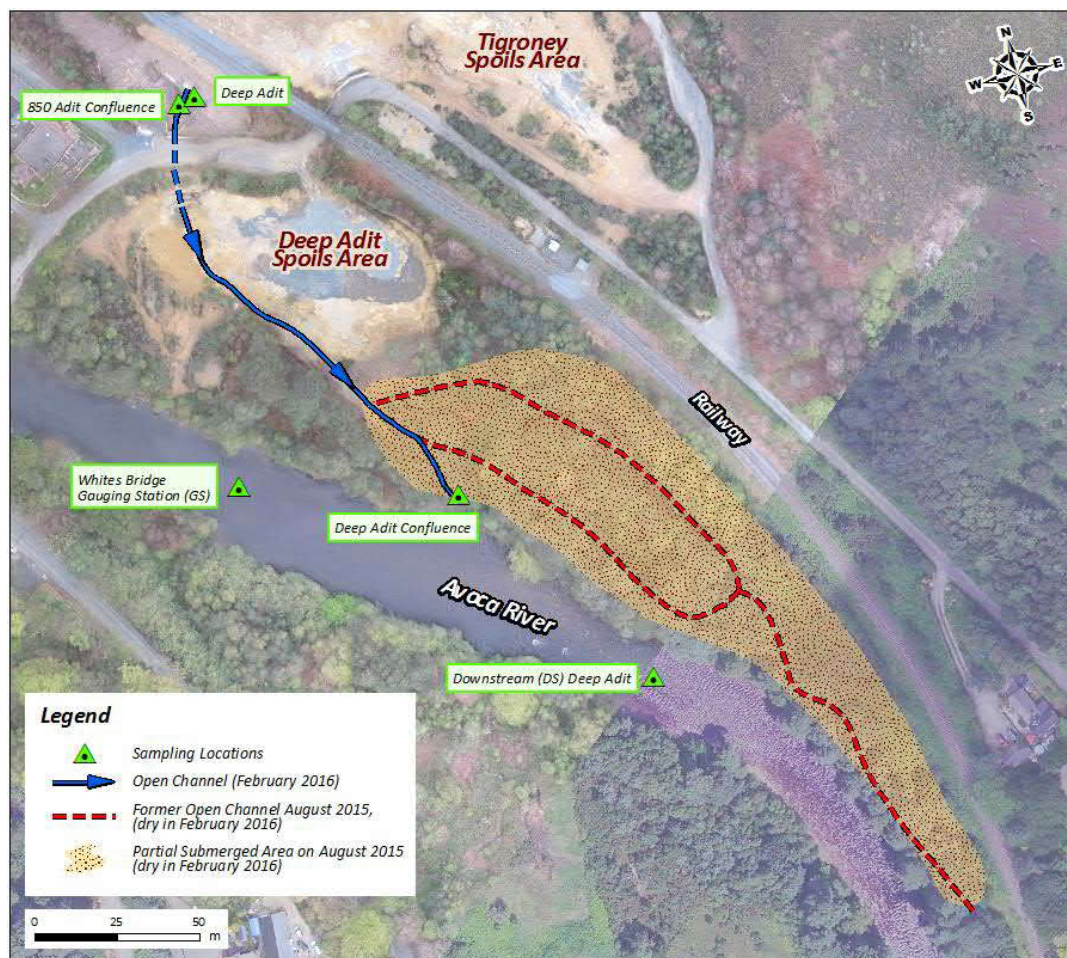 Tigroney
Spoils Area
N
E
S
W
850 Adit Confluence
Deep Adit
Deep Adit
Spoils Area
Railway
Whites Bridge
Gauging Station (GS)
Deep Adit Confluence
Avoca River
Downstream (DS) Deep Adit
Legend
Sampling Locations
Open Channel (February 2016)
Former Open Channel August 2015,
(dry in February 2016)
Partial Submerged Area on August 2015
(dry in February 2016)
0 25 50
m